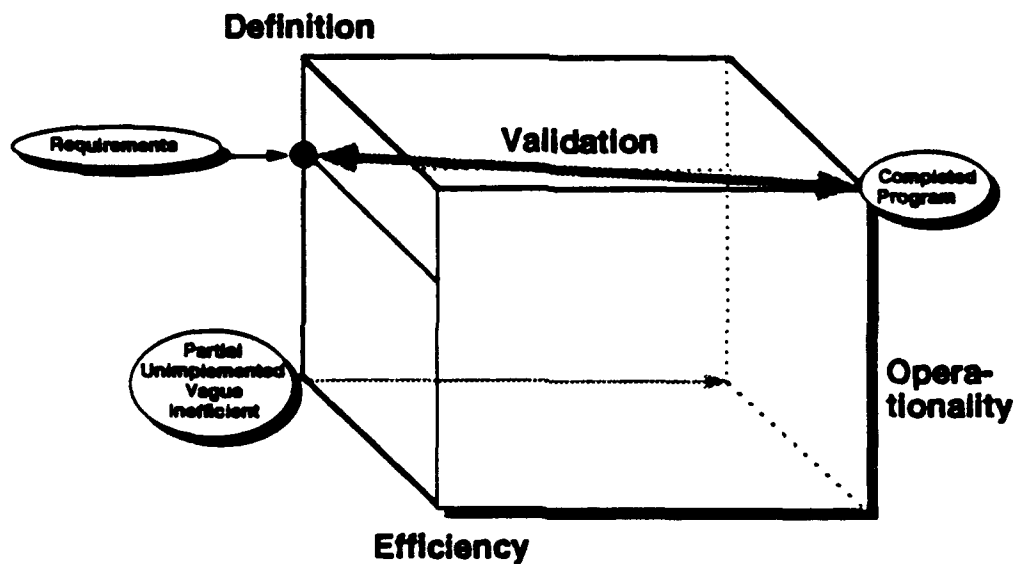 Definition
Requirements
Validation
Completed
Program
Partial
Unimplemented
Vague
Inefficient
Opera-
tionality
Efficiency